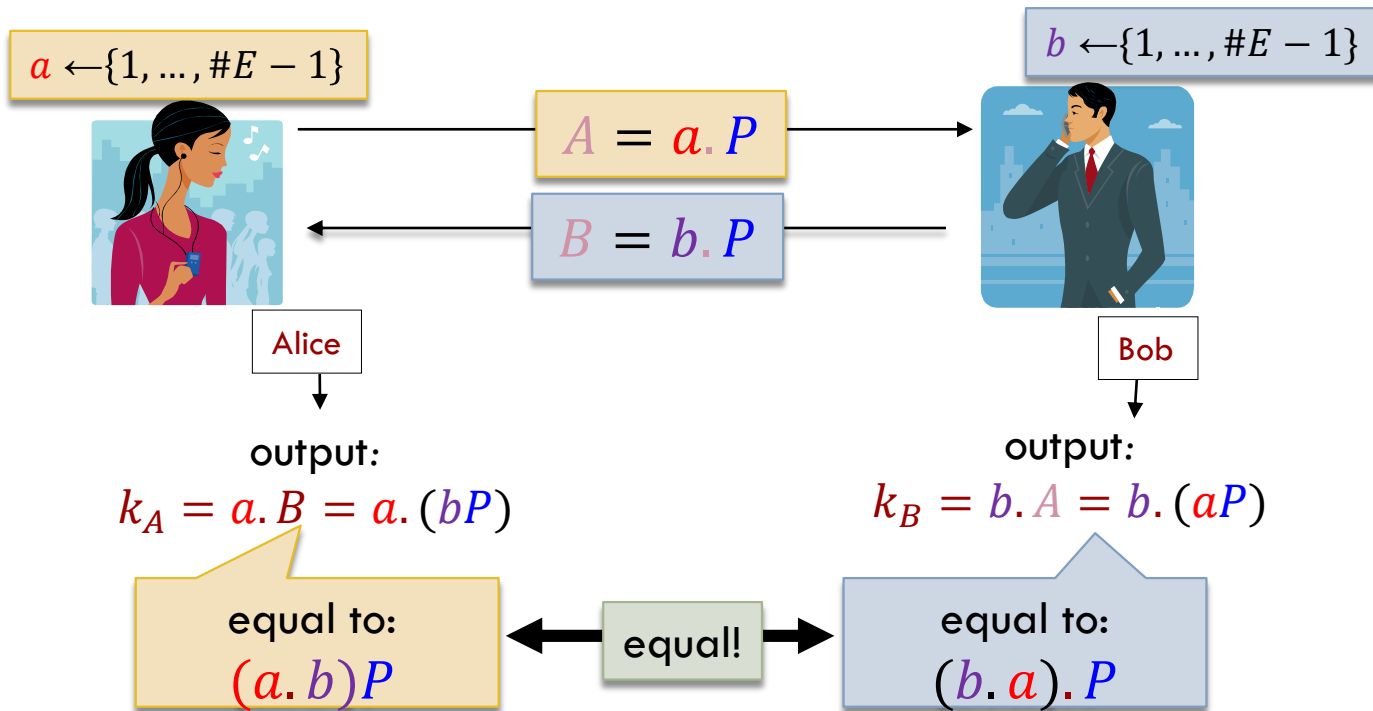 a ←{1, …, #E − 1}
b ←{1, …, #E − 1}
A = a. P
B = b. P
Alice
Bob
output:
k_A = a. B = a. (bP)
output:
k_B = b. A = b. (aP)
equal to:
(a. b)P
equal!
equal to:
(b. a). P